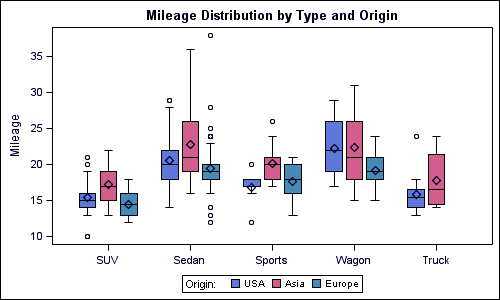 Mileage Distribution by Type and Origin
Mileage
35
30
25
20
15
10
SUV Sedan Sports Wagon Truck
Origin: USA Asia Europe